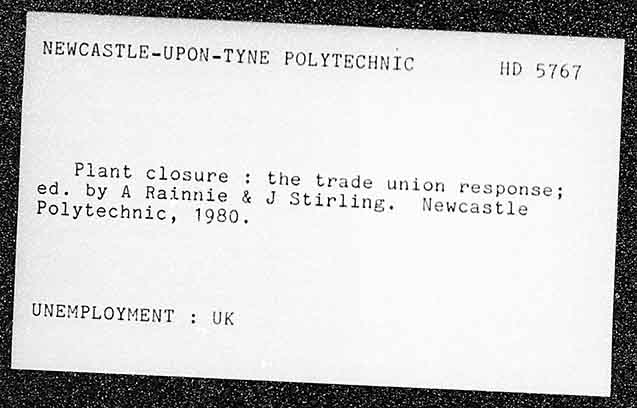 NEWCASTLE-UPON-TYNE POLYTECHNIC HD 5767
Plant closure : the trade union response;
ed. by A Rainnie & J Stirling. Newcastle
Polytechnic, 1980.
UNEMPLOYMENT : UK